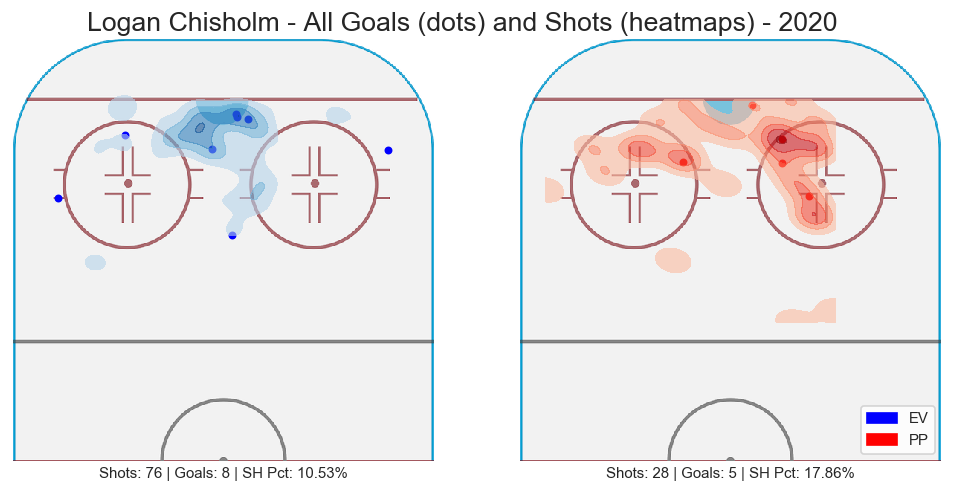 Logan Chisholm - All Goals (dots) and Shots (heatmaps) - 2020
EV
PP
Shots: 76 | Goals: 8 | SH Pct: 10.53%
Shots: 28 | Goals: 5 | SH Pct: 17.86%